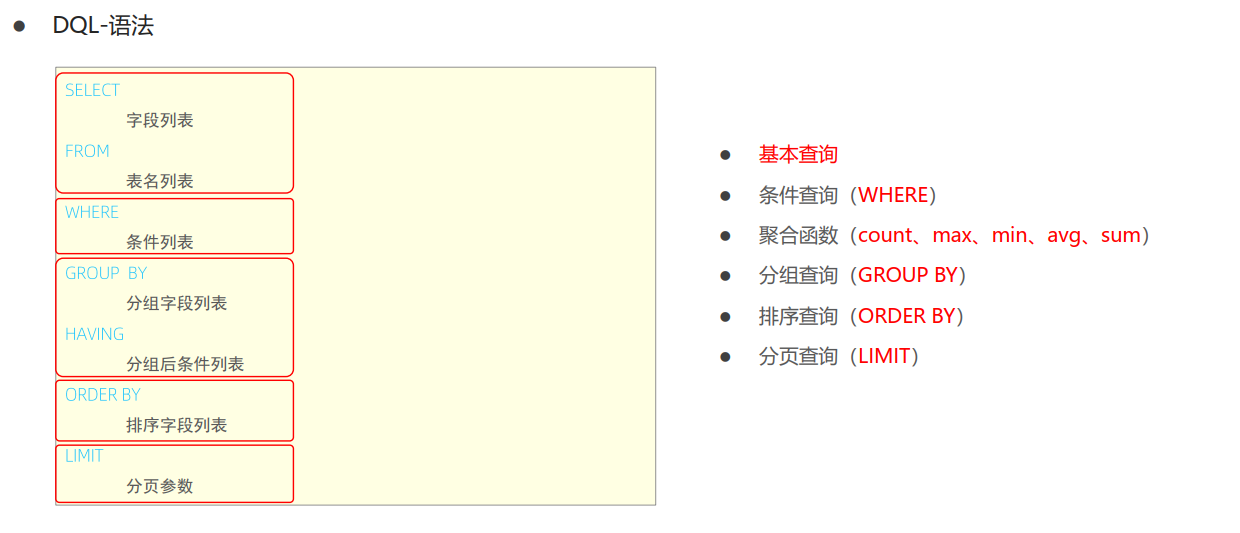 ● DQL-语法
SELECT
字段列表
FROM
表名列表
WHERE
条件列表
GROUP BY
分组字段列表
HAVING
分组后条件列表
ORDER BY
排序字段列表
LIMIT
分页参数
● 基本查询
● 条件查询（WHERE）
● 聚合函数（count、max、min、avg、sum）
● 分组查询（GROUP BY）
● 排序查询（ORDER BY）
● 分页查询（LIMIT）